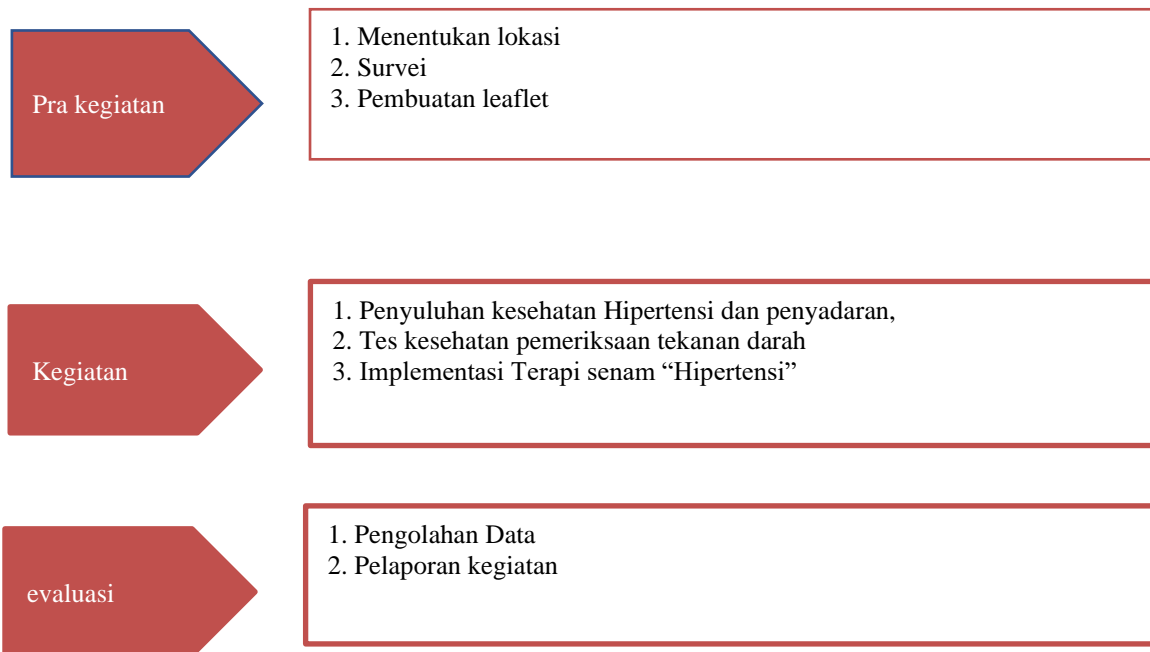 Pra kegiatan
1. Menentukan lokasi
2. Survei
3. Pembuatan leaflet
Kegiatan
1. Penyuluhan kesehatan Hipertensi dan penyadaran,
2. Tes kesehatan pemeriksaan tekanan darah
3. Implementasi Terapi senam “Hipertensi”
evaluasi
1. Pengolahan Data
2. Pelaporan kegiatan